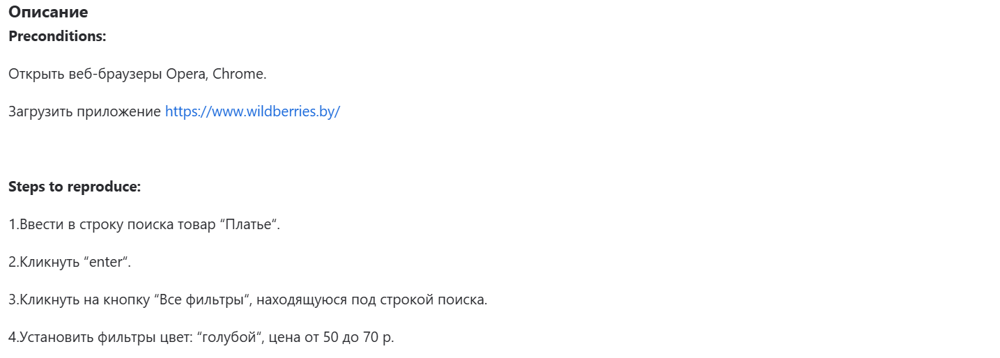 Описание
Preconditions:
Открыть веб-браузеры Opera, Chrome.
Загрузить приложение https://www.wildberries.by/
Steps to reproduce:
1.Ввести в строку поиска товар “Платье“.
2.Кликнуть “enter“.
3.Кликнуть на кнопку “Все фильтры“, находящуюся под строкой поиска.
4.Установить фильтры цвет: “голубой“, цена от 50 до 70 р.